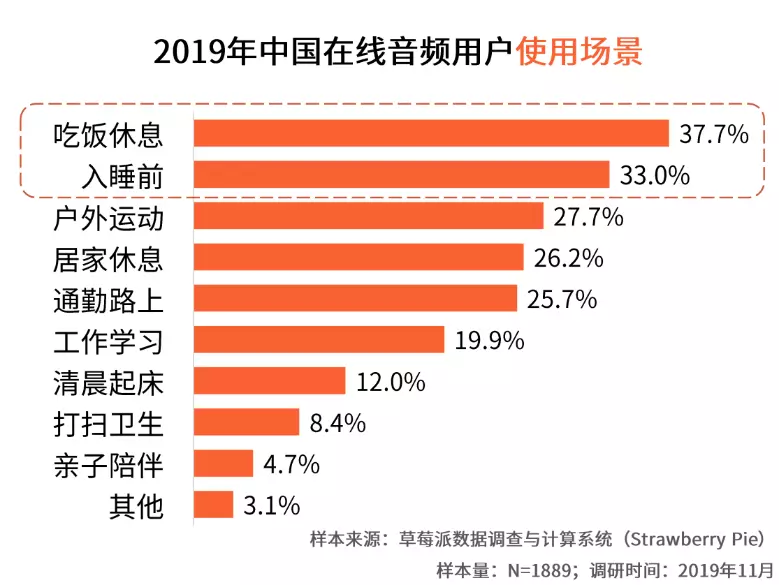 2019年中国在线音频用户使用场景
吃饭休息 37.7%
入睡前 33.0%
户外运动 27.7%
居家休息 26.2%
通勤路上 25.7%
工作学习 19.9%
清晨起床 12.0%
打扫卫生 8.4%
亲子陪伴 4.7%
其他 3.1%
样本来源：草莓派数据调查与计算系统（Strawberry Pie）
样本量：N=1889；调研时间：2019年11月